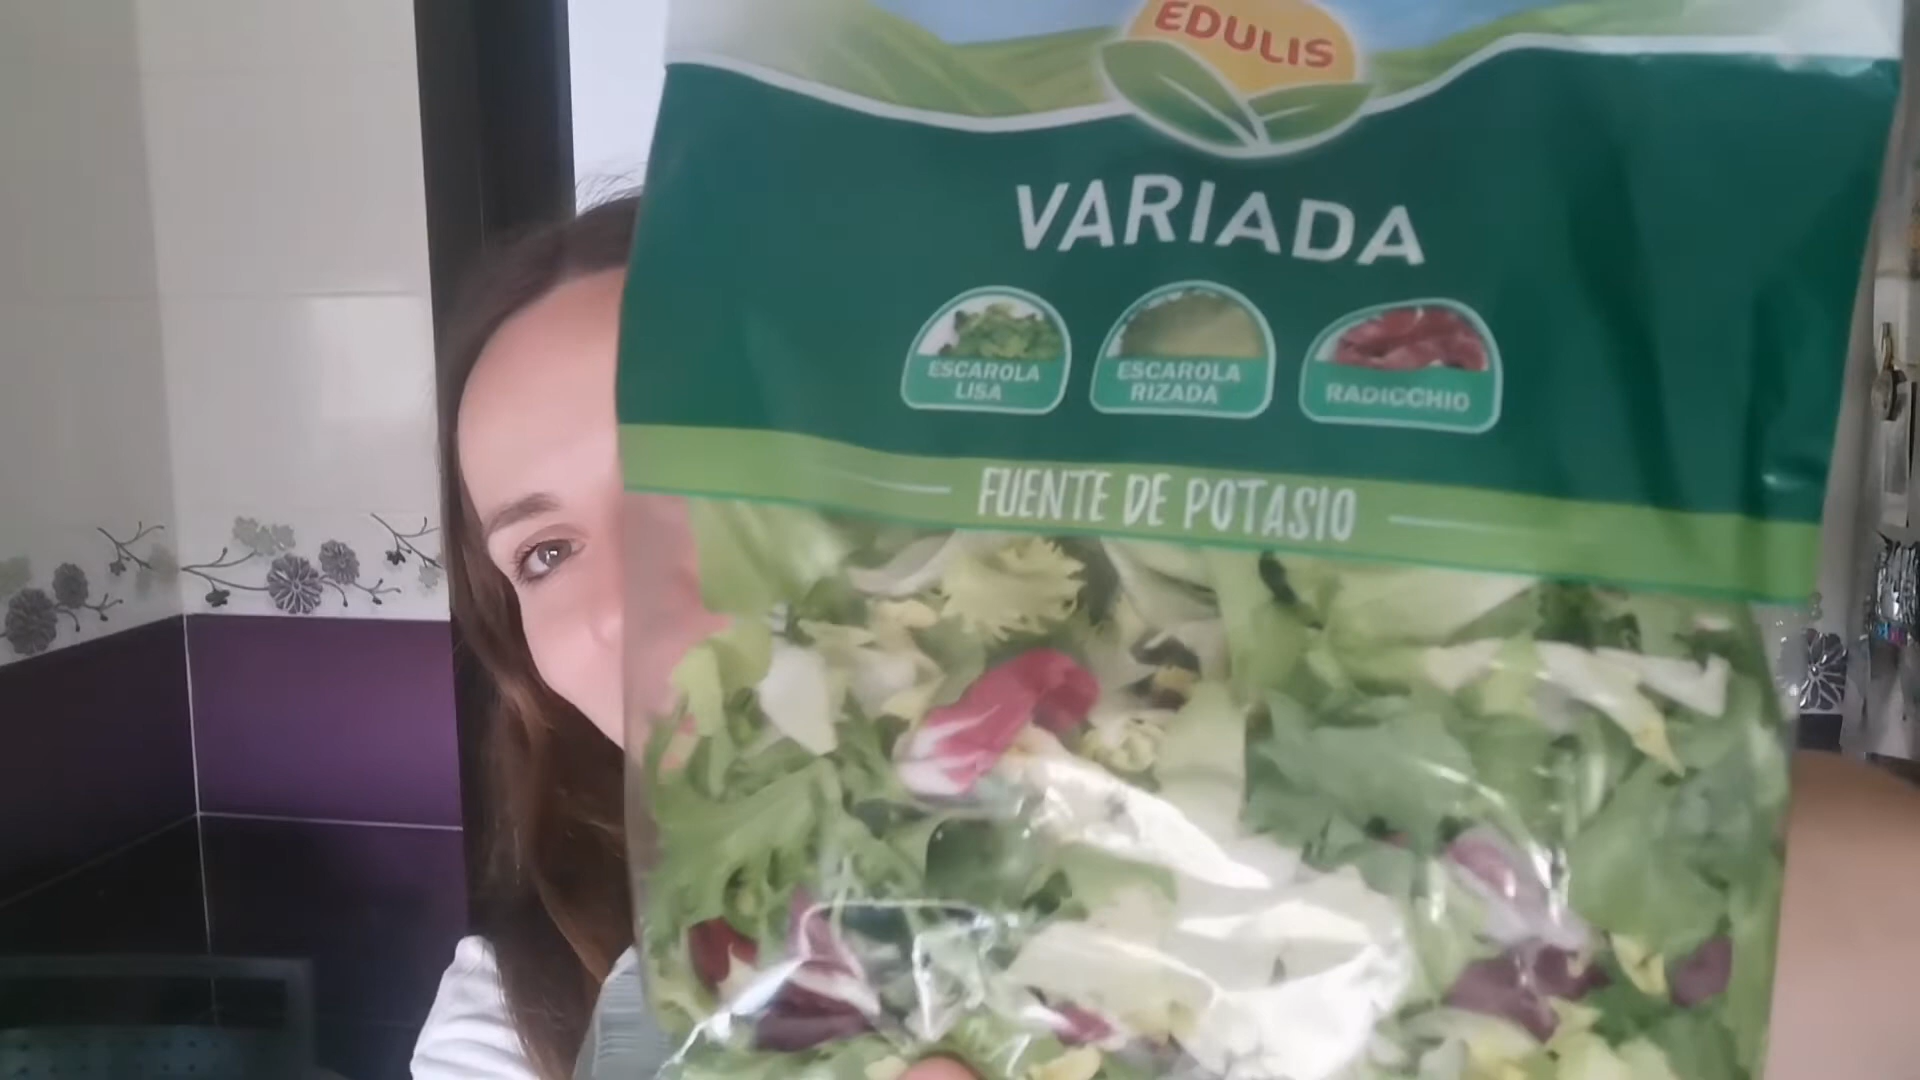 EDULIS
VARIADA
ESCAROLA
LISA
ESCAROLA
RIZADA
RADICCHIO
FUENTE DE POTASIO